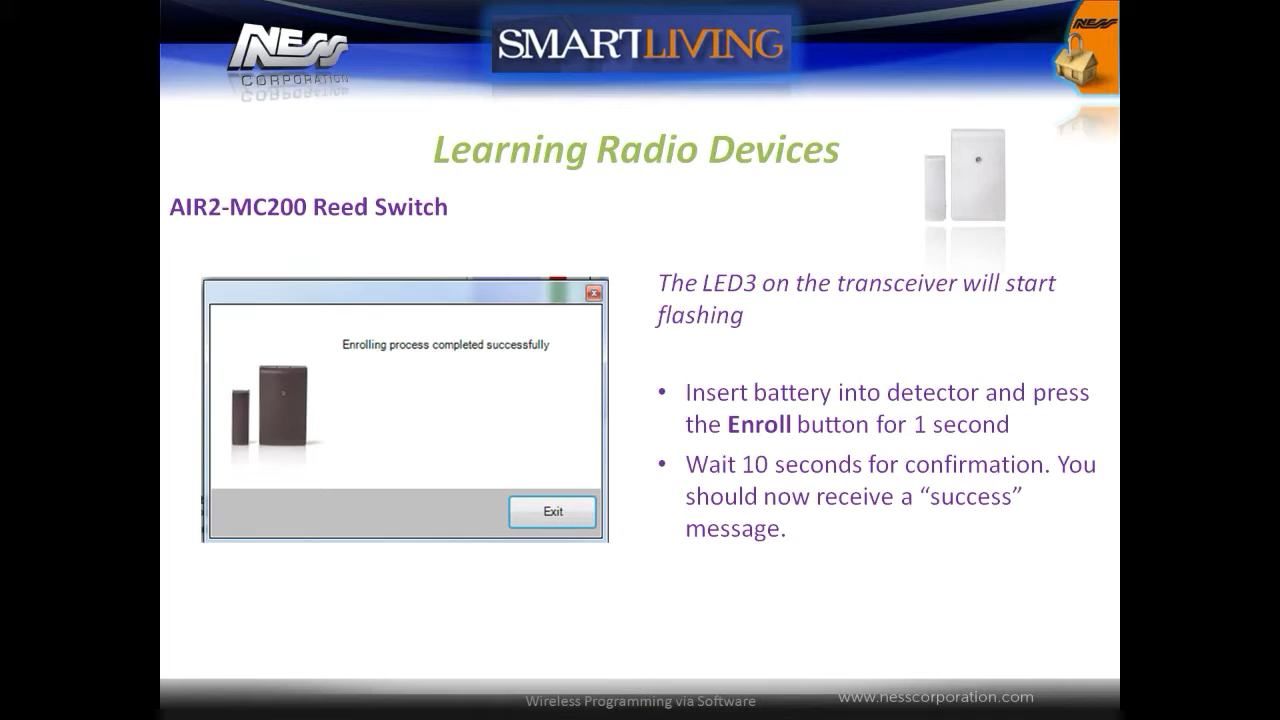 NESS
CORPORATION
SMARTLIVING
NESS
Learning Radio Devices
AIR2-MC200 Reed Switch
Enrolling process completed successfully
Exit
The LED3 on the transceiver will start
flashing
• Insert battery into detector and press
the Enroll button for 1 second
• Wait 10 seconds for confirmation. You
should now receive a “success”
message.
Wireless Programming via Software
www.nesscorporation.com